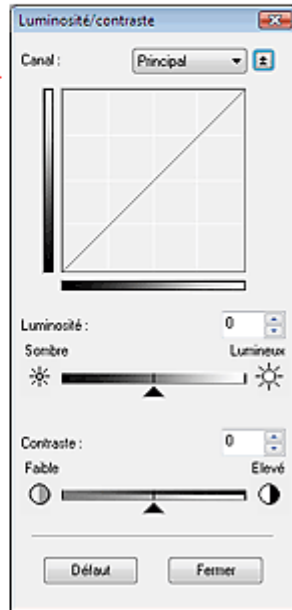 Luminosité/contraste
Canal : Principal
Luminosité : 0
Sombre Lumineux
Contraste : 0
Faible Elevé
Défaut Fermer